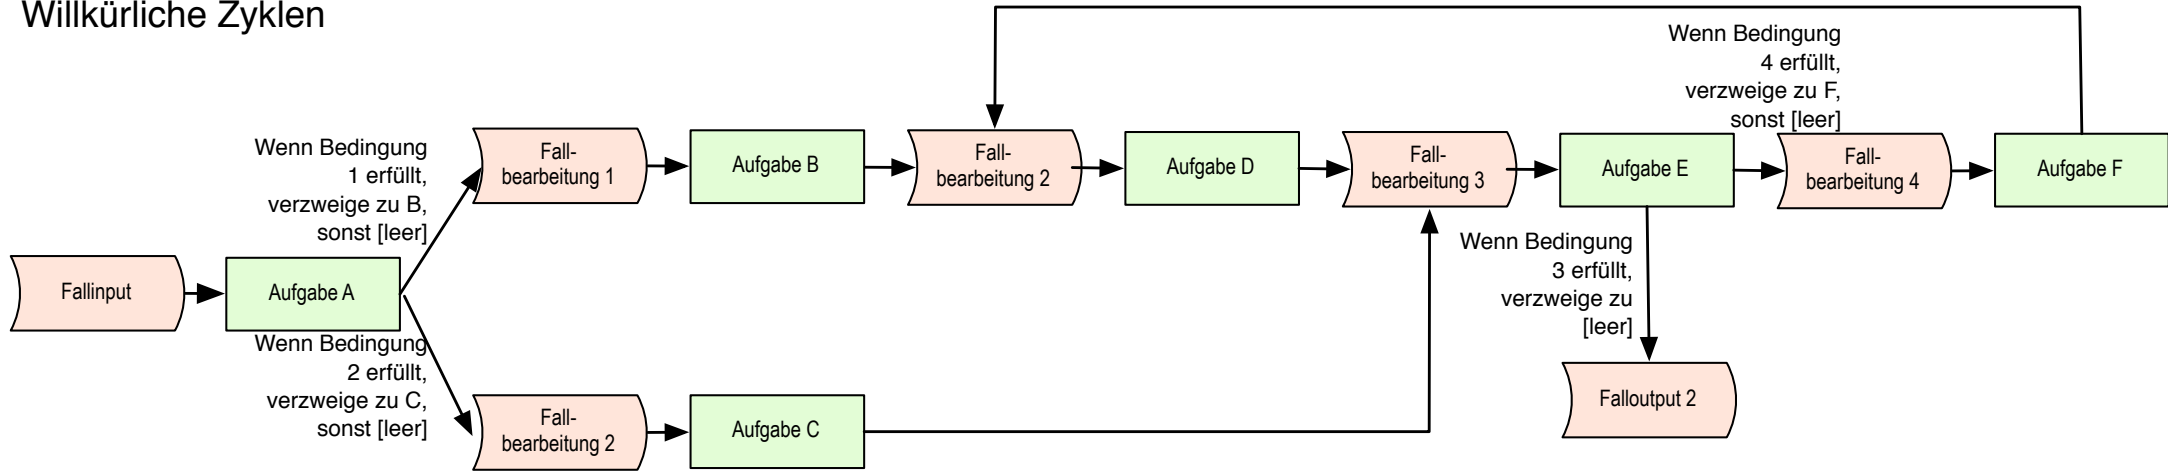 Willkürliche Zyklen
Wenn Bedingung
4 erfüllt,
verzweige zu F,
sonst [leer]
Wenn Bedingung
1 erfüllt,
verzweige zu B,
sonst [leer]
Fall-
bearbeitung 1
Aufgabe B
Fall-
bearbeitung 2
Aufgabe D
Fall-
bearbeitung 3
Aufgabe E
Fall-
bearbeitung 4
Aufgabe F
Fallinput
Aufgabe A
Wenn Bedingung
3 erfüllt,
verzweige zu
[leer]
Wenn Bedingung
2 erfüllt,
verzweige zu C,
sonst [leer]
Fall-
bearbeitung 2
Aufgabe C
Falloutput 2